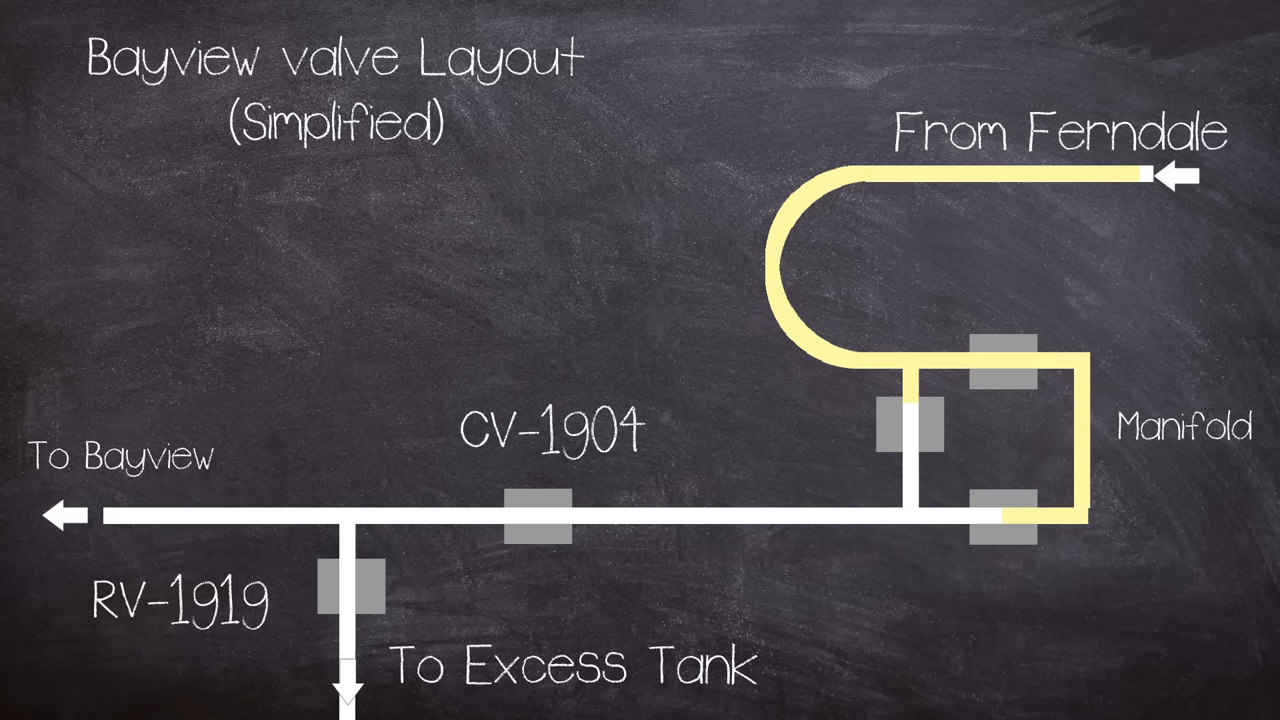 Bayview valve Layout
(Simplified)
From Ferndale
CV-1904
Manifold
To Bayview
RV-1919
To Excess Tank